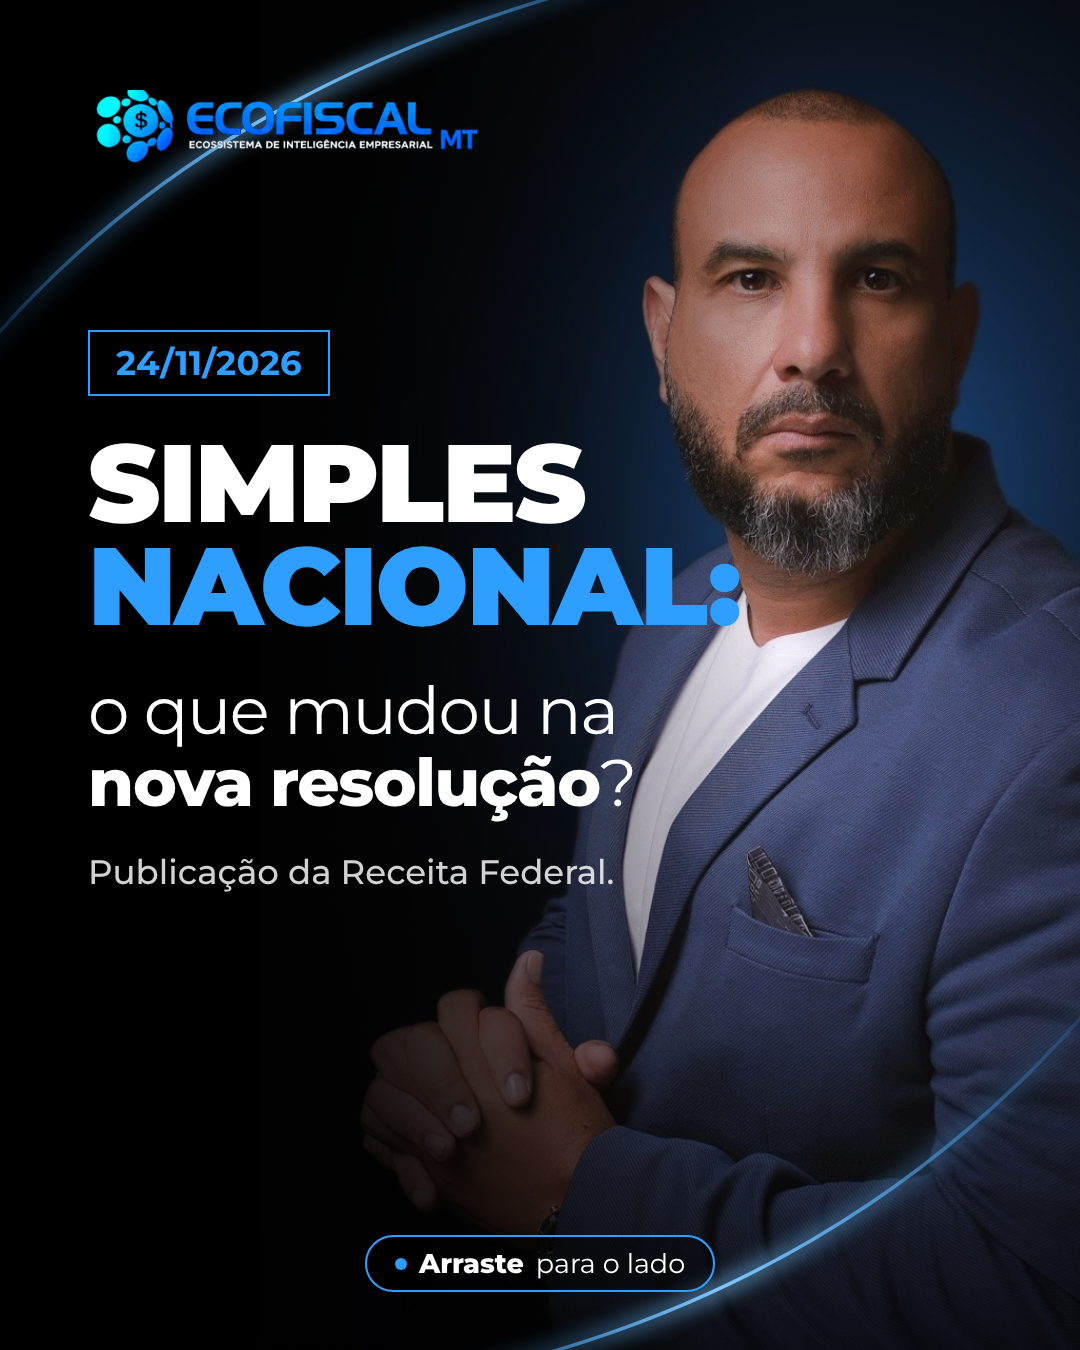 ECOFISCAL MT
ECOSSISTEMA DE INTELIGÊNCIA EMPRESARIAL
24/11/2026
SIMPLES
NACIONAL:
o que mudou na
nova resolução?
Publicação da Receita Federal.
Arraste para o lado